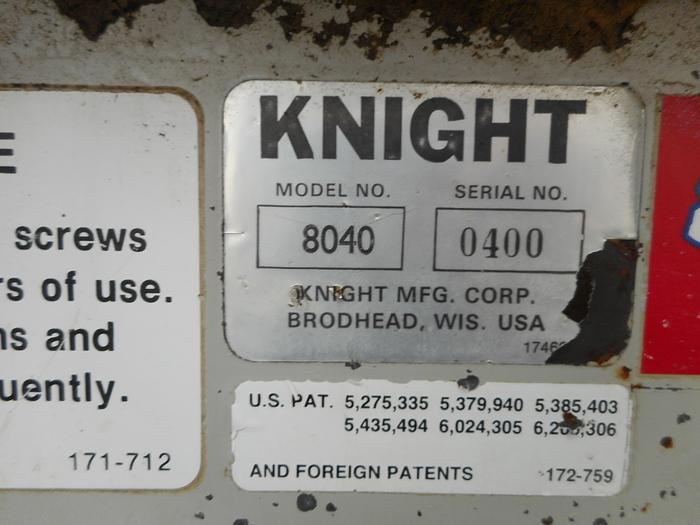 E
screws
rs of use.
ns and
uently.
171-712
KNIGHT
MODEL NO. SERIAL NO.
8040 0400
KNIGHT MFG. CORP.
BRODHEAD, WIS. USA
U.S. PAT. 5,275,335 5,379,940 5,385,403
5,435,494 6,024,305
AND FOREIGN PATENTS 172-759